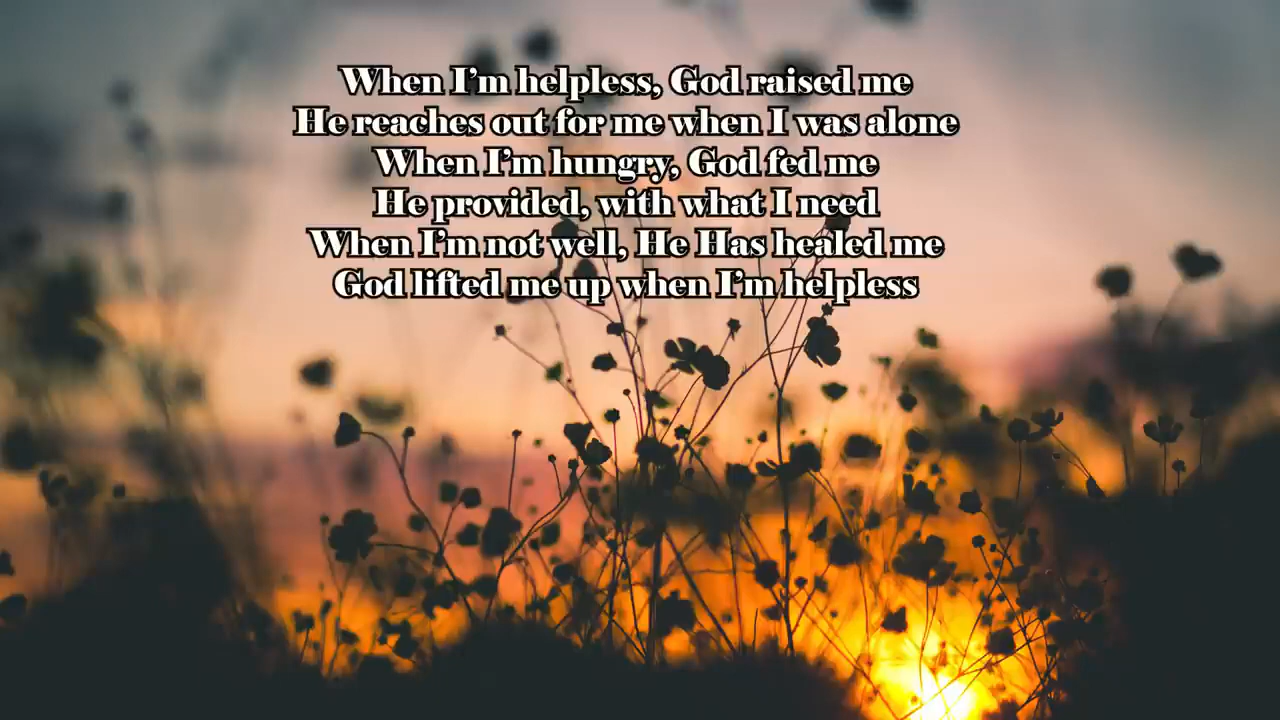 When I'm helpless, God raised me
He reaches out for me when I was alone
When I'm hungry, God fed me
He provided, with what I need
When I'm not well, He Has healed me
God lifted me up when I'm helpless